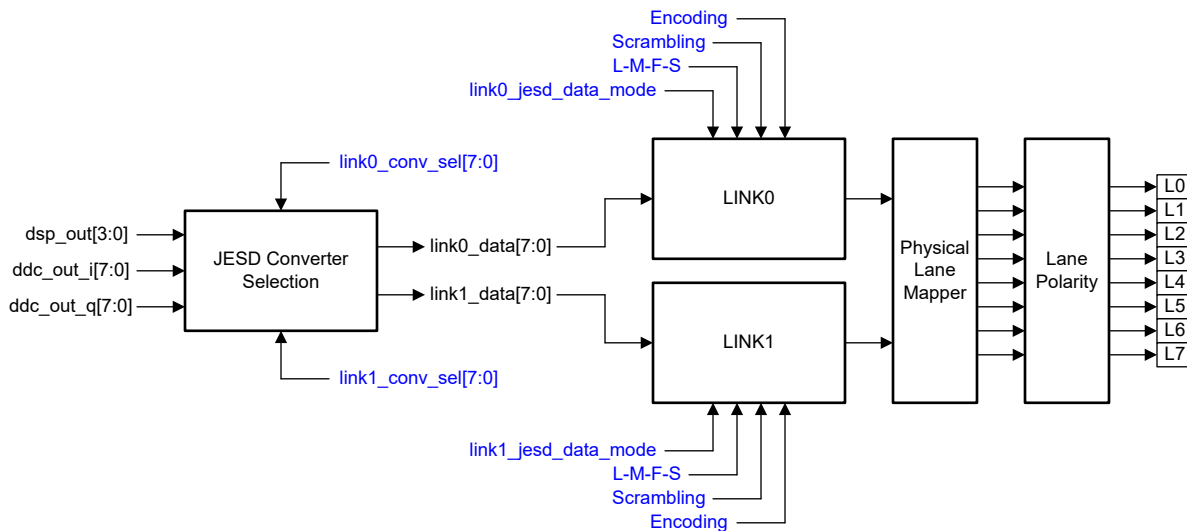 Encoding
Scrambling
L-M-F-S
link0_jesd_data_mode
link0_conv_sel[7:0]
dsp_out[3:0]
ddc_out_i[7:0]
ddc_out_q[7:0]
JESD Converter
Selection
link0_data[7:0]
link1_data[7:0]
link1_conv_sel[7:0]
LINK0
LINK1
link1_jesd_data_mode
L-M-F-S
Scrambling
Encoding
Physical
Lane
Mapper
Lane
Polarity
L0
L1
L2
L3
L4
L5
L6
L7